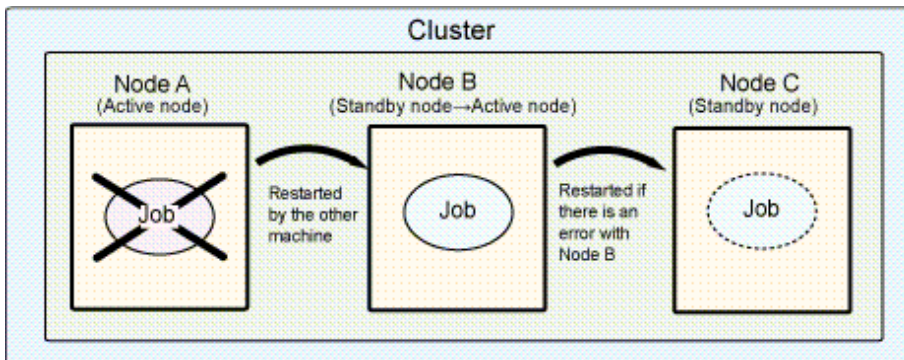 Cluster
Node A
(Active node)
Node B
(Standby node→Active node)
Node C
(Standby node)
Job
Restarted
by the other
machine
Job
Restarted if
there is an
error with
Node B
Job